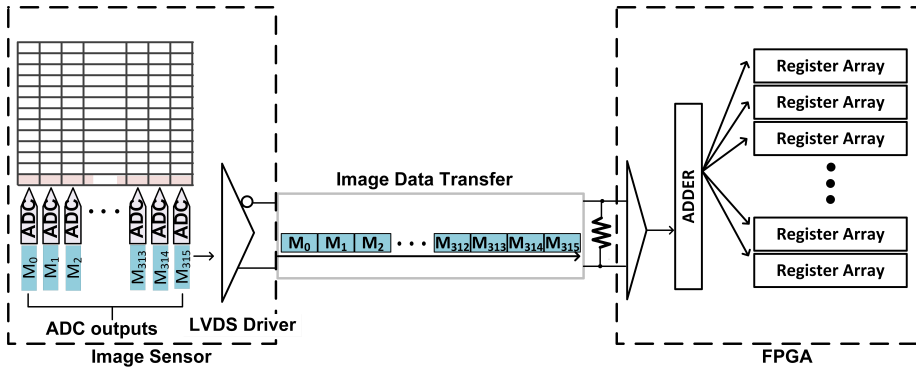 ADC
ADC
ADC
ADC
ADC
ADC
M0
M1
M2
M313
M314
M315
ADC outputs
LVDS Driver
Image Sensor
Image Data Transfer
M0
M1
M2
M312
M313
M314
M315
ADDER
Register Array
Register Array
Register Array
Register Array
Register Array
FPGA